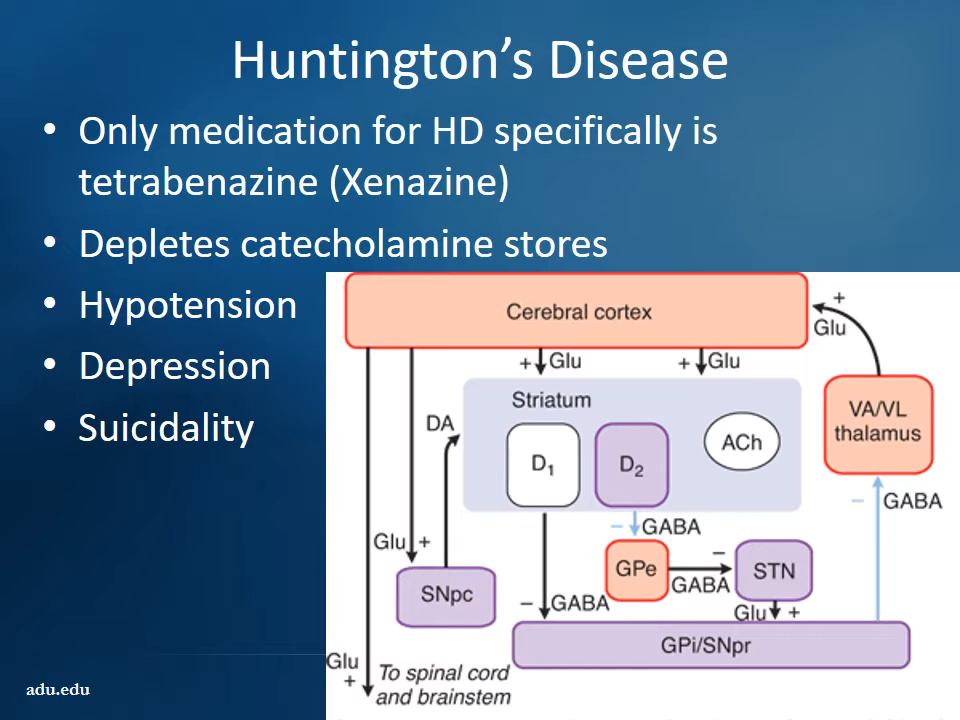 Huntington’s Disease
• Only medication for HD specifically is
tetrabenazine (Xenazine)
• Depletes catecholamine stores
• Hypotension
• Depression
• Suicidality
Cerebral cortex
+
Glu
+ Glu
+ Glu
Striatum
VA/VL
thalamus
DA
D1
D2
ACh
– GABA
– GABA
Glu +
GPe
–
GABA
STN
SNpc
– GABA
Glu +
GPi/SNpr
Glu
+
To spinal cord
and brainstem
adu.edu